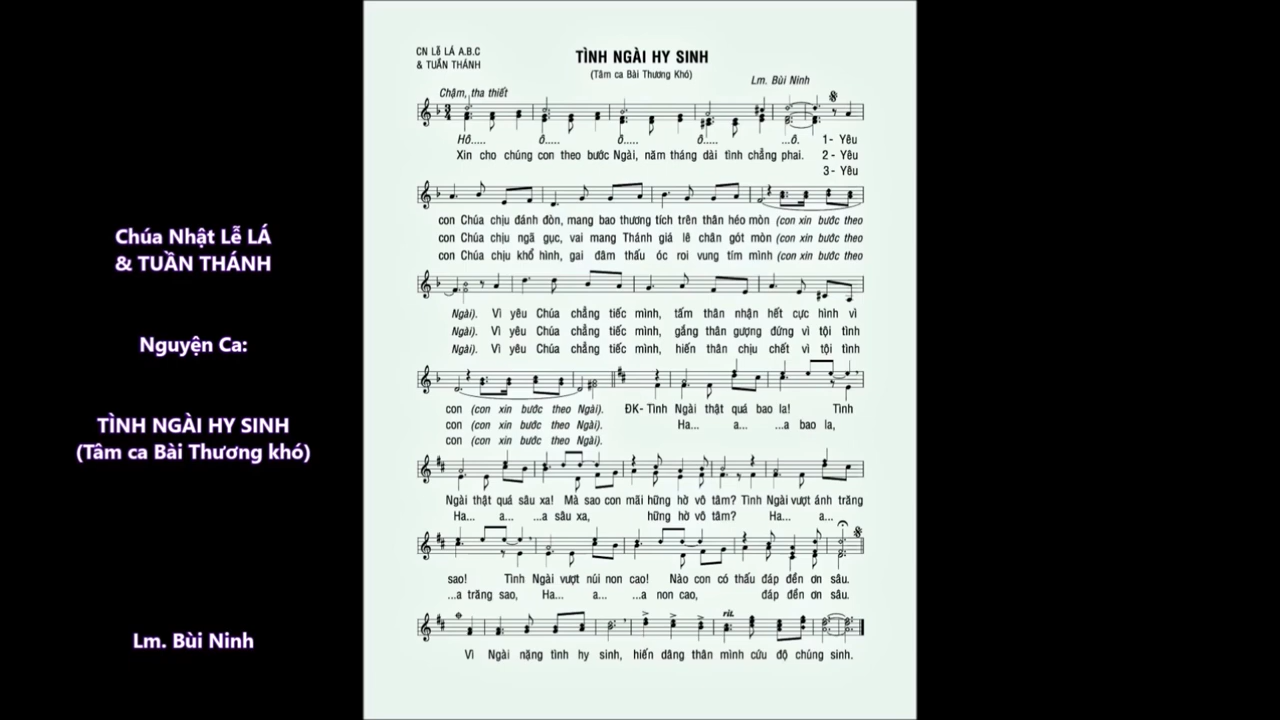 Chúa Nhật Lễ LÁ
& TUẦN THÁNH
Nguyện Ca:
TÌNH NGÀI HY SINH
(Tâm ca Bài Thương khó)
Lm. Bùi Ninh
CN Lễ LÁ A.B.C
& TUẦN THÁNH
TÌNH NGÀI HY SINH
(Tâm ca Bài Thương Khó)
Lm. Bùi Ninh
Chậm, tha thiết
Hô..... ô..... ô..... ô..... ...ô. 1- Yêu
Xin cho chúng con theo bước Ngài, năm tháng dài tình chẳng phai. 2- Yêu
3- Yêu
con Chúa chịu đánh đòn, mang bao thương tích trên thân héo mòn (con xin bước theo
con Chúa chịu ngã gục, vai mang Thánh giá lê chân gót mòn (con xin bước theo
con Chúa chịu khổ hình, gai đâm thấu óc roi vung tím mình (con xin bước theo
Ngài). Vì yêu Chúa chẳng tiếc mình, tấm thân nhận hết cực hình vì
Ngài). Vì yêu Chúa chẳng tiếc mình, gắng thân gượng đứng vì tội tình
Ngài). Vì yêu Chúa chẳng tiếc mình, hiến thân chịu chết vì tội tình
con (con xin bước theo Ngài). ĐK- Tình Ngài thật quá bao la! Tình
con (con xin bước theo Ngài). Ha... a... ...a bao la,
con (con xin bước theo Ngài).
Ngài thật quá sâu xa! Mà sao con mãi hững hờ vô tâm? Tình Ngài vượt ánh trăng
Ha... a... ...a sâu xa, hững hờ vô tâm? Ha... a...
sao! Tình Ngài vượt núi non cao! Nào con có thấu đáp đền ơn sâu.
...a trăng sao, Ha... a... ...a non cao, đáp đền ơn sâu.
rit.
Vì Ngài nặng tình hy sinh, hiến dâng thân mình cứu độ chúng sinh.